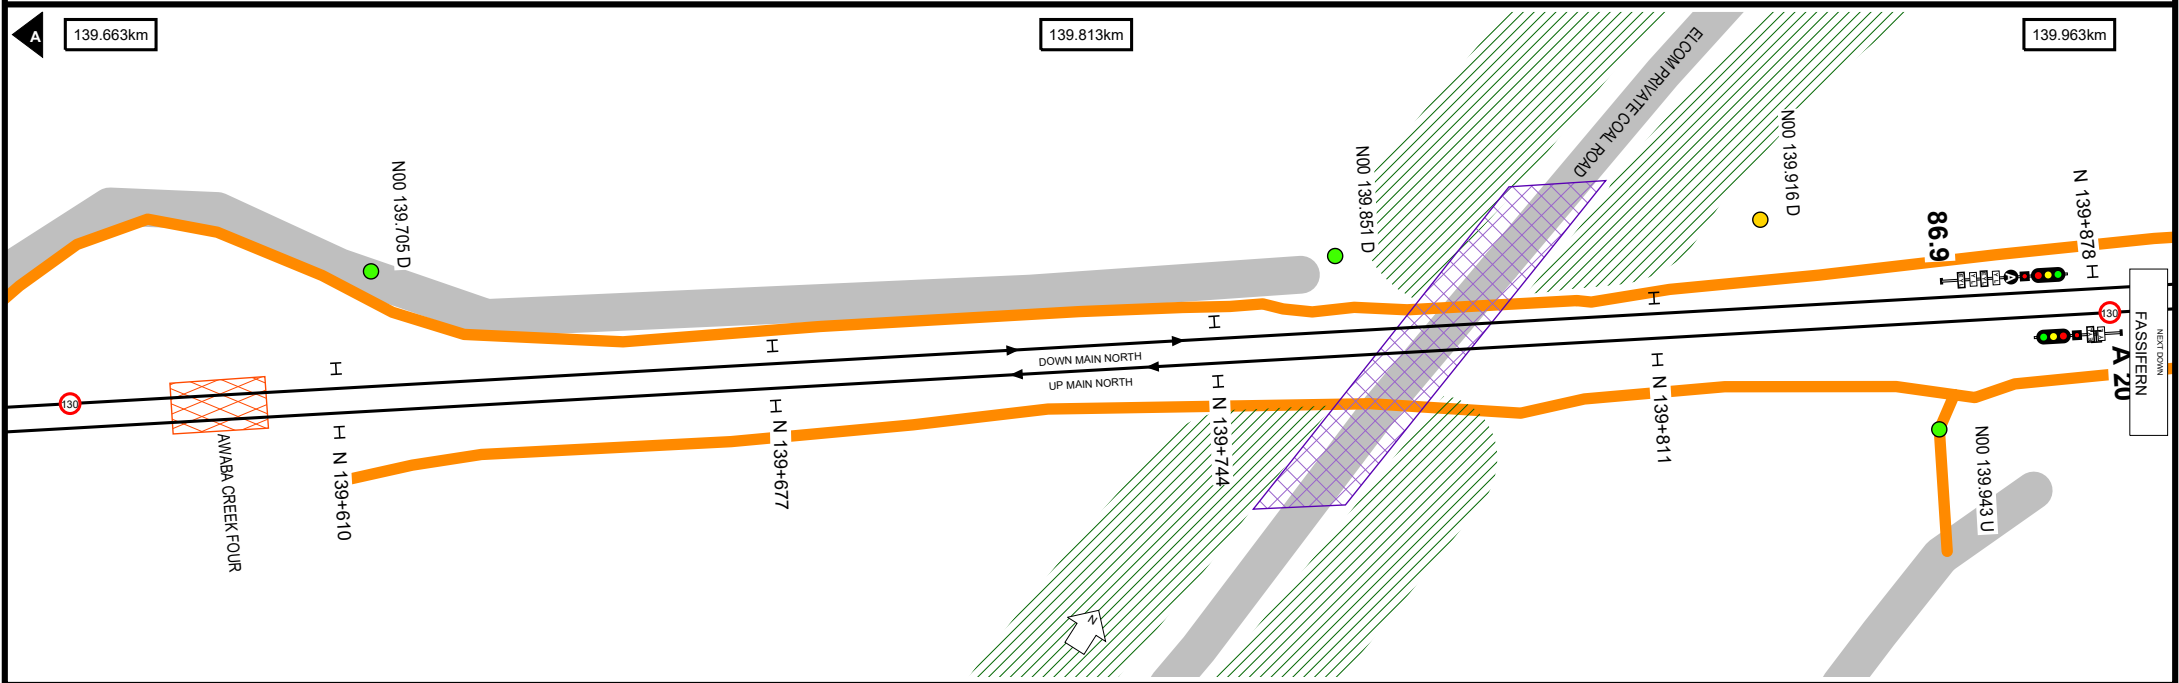 A
139.663km
139.813km
139.963km
ELCOM PRIVATE COAL ROAD
N00 139.705 D
N00 139.851 D
N00 139.916 D
N 139+878
H
86.9
H
H
H
H
130
DOWN MAIN NORTH
UP MAIN NORTH
130
NEXT DOWN
FASSIFERN
A 20
AWABA CREEK FOUR
H N 139+610
H N 139+677
H N 139+744
H N 139+811
N00 139.943 U
N